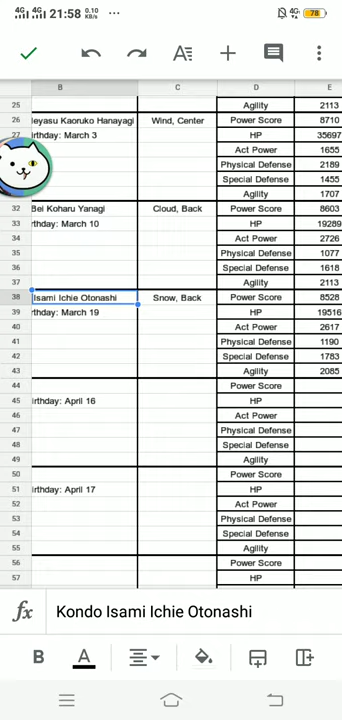 4G 4G 21:58 0.10 KB/s ... 4G 78
A
B C D E
25 Agility 2113
26 Ieyasu Kaoruko Hanayagi Wind, Center Power Score 8710
27 rthday: March 3 HP 35697
Act Power 1655
Physical Defense 2189
Special Defense 1455
Agility 1707
32 Bei Koharu Yanagi Cloud, Back Power Score 8603
33 rthday: March 10 HP 19289
34 Act Power 2726
35 Physical Defense 1077
36 Special Defense 1618
37 Agility 2113
38 Isami Ichie Otonashi Snow, Back Power Score 8528
39 rthday: March 19 HP 19516
40 Act Power 2617
41 Physical Defense 1190
42 Special Defense 1783
43 Agility 2085
44 Power Score
45 rthday: April 16 HP
46 Act Power
47 Physical Defense
48 Special Defense
49 Agility
50 Power Score
51 rthday: April 17 HP
52 Act Power
53 Physical Defense
54 Special Defense
55 Agility
56 Power Score
57 HP
fx Kondo Isami Ichie Otonashi
B A